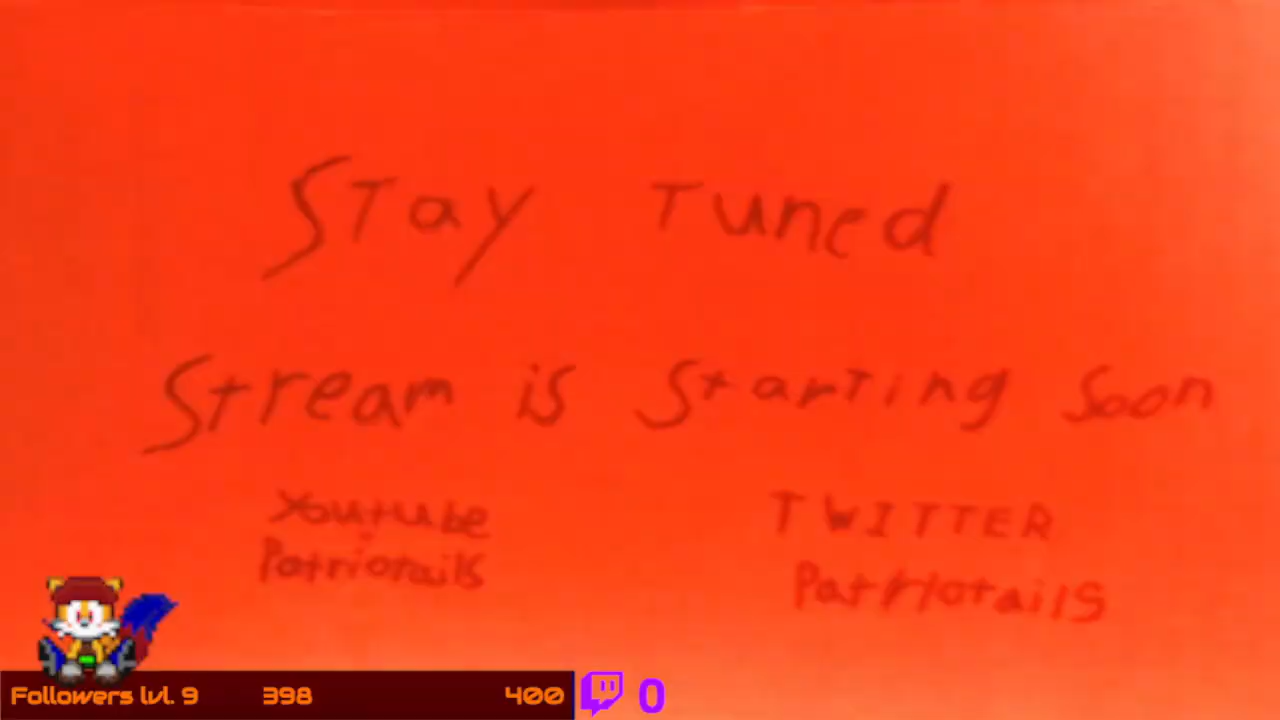 Stay Tuned
Stream is Starting Soon
Youtube
Patriotails
TWITTER
Patriotails
Followers lvl. 9 398 400 0